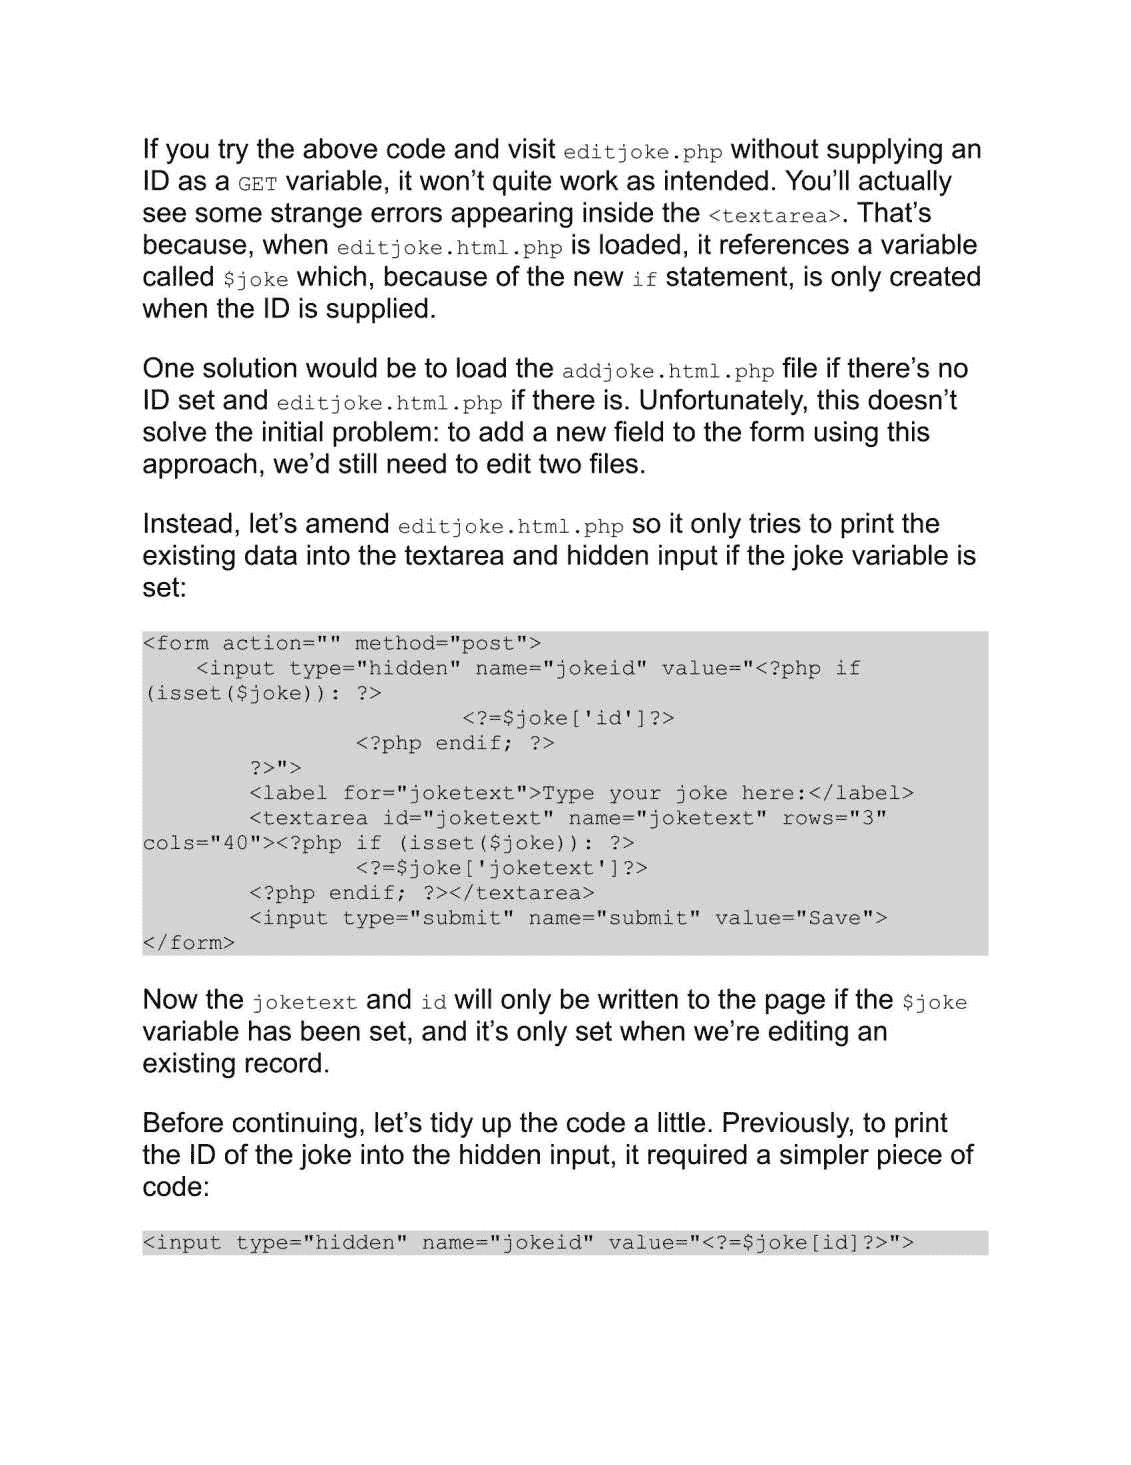 If you try the above code and visit editjoke.php without supplying an
ID as a GET variable, it won’t quite work as intended. You’ll actually
see some strange errors appearing inside the <textarea>. That’s
because, when editjoke.html.php is loaded, it references a variable
called $joke which, because of the new if statement, is only created
when the ID is supplied.
One solution would be to load the addjoke.html.php file if there’s no
ID set and editjoke.html.php if there is. Unfortunately, this doesn’t
solve the initial problem: to add a new field to the form using this
approach, we’d still need to edit two files.
Instead, let’s amend editjoke.html.php so it only tries to print the
existing data into the textarea and hidden input if the joke variable is
set:
<form action="" method="post">
    <input type="hidden" name="jokeid" value="<?php if
(isset($joke)): ?>
                        <?=$joke['id']?>
                <?php endif; ?>
        ?>">
        <label for="joketext">Type your joke here:</label>
        <textarea id="joketext" name="joketext" rows="3"
cols="40"><?php if (isset($joke)): ?>
                <?=$joke['joketext']?>
        <?php endif; ?></textarea>
        <input type="submit" name="submit" value="Save">
</form>
Now the joketext and id will only be written to the page if the $joke
variable has been set, and it’s only set when we’re editing an
existing record.
Before continuing, let’s tidy up the code a little. Previously, to print
the ID of the joke into the hidden input, it required a simpler piece of
code:
<input type="hidden" name="jokeid" value="<?=$joke[id]?>">